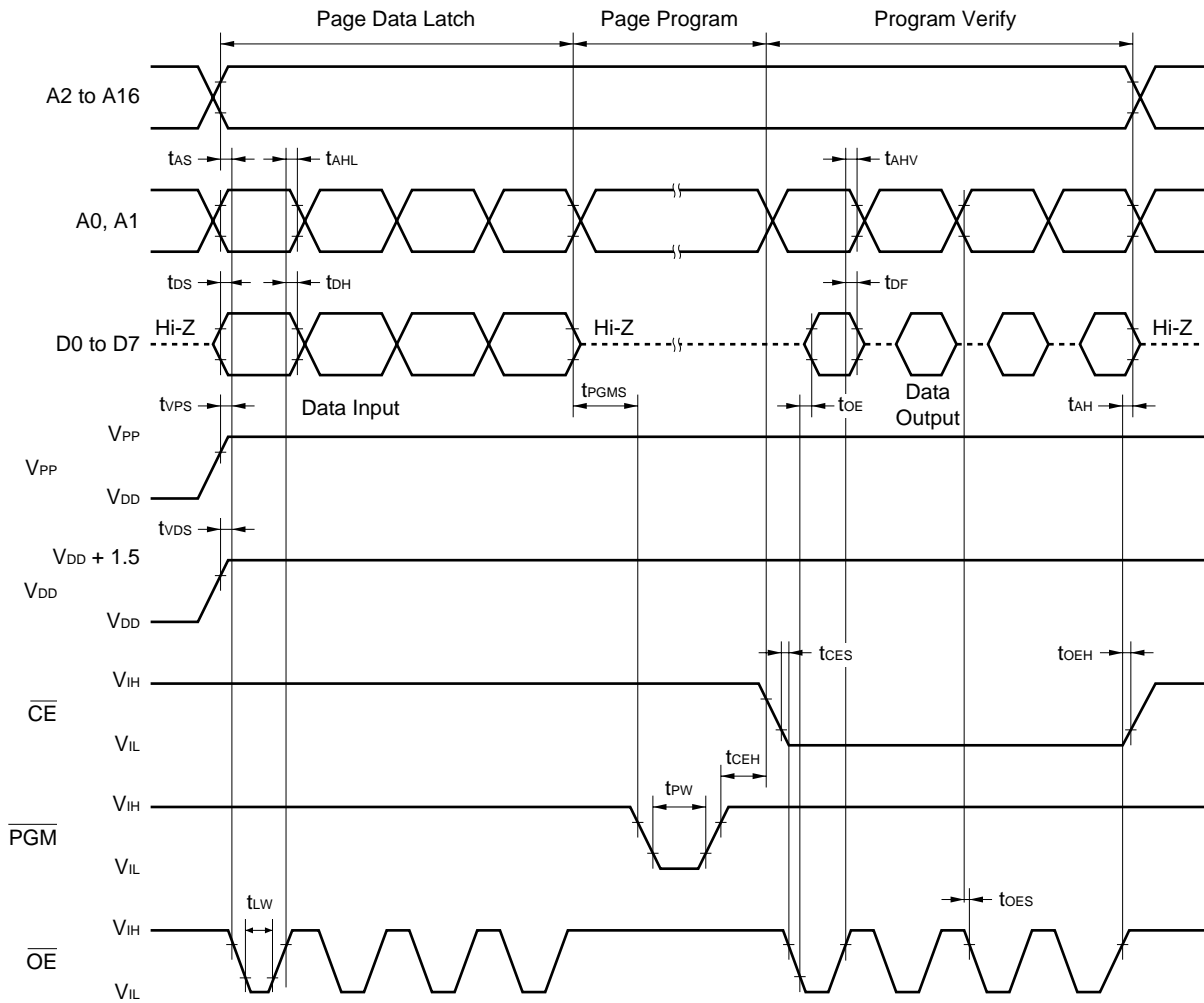 Page Data Latch Page Program Program Verify
A2 to A16
tAS tAHL tAHV
A0, A1
tDS tDH tDF
Hi-Z Hi-Z Hi-Z
D0 to D7
tVPS Data Input tPGMS tOE Data Output tAH
VPP
VPP
VDD
tVDS
VDD + 1.5
VDD
VDD
tCES tOEH
VIH
CE
VIL
tCEH
VIH tPW
PGM
VIL
tLW tOES
VIH
OE
VIL